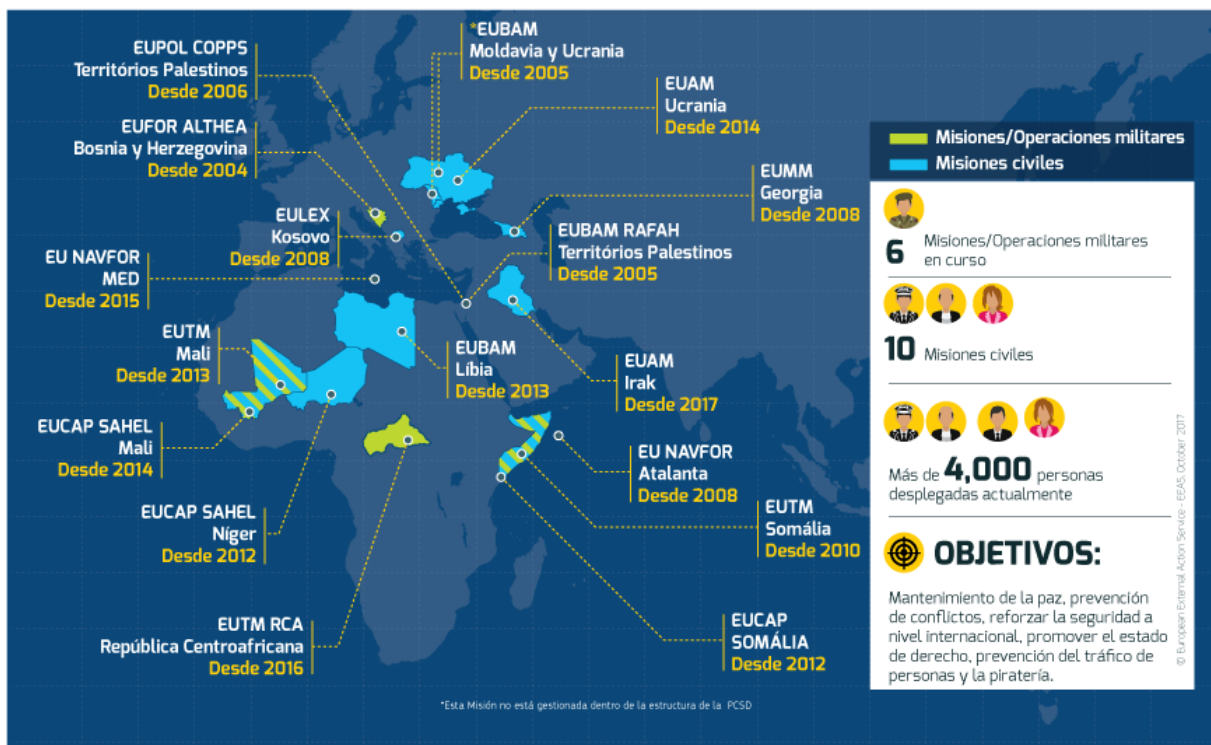 *EUBAM
Moldavia y Ucrania
Desde 2005
EUPOL COPPS
Territórios Palestinos
Desde 2006
EUAM
Ucrania
Desde 2014
EUFOR ALTHEA
Bosnia y Herzegovina
Desde 2004
EUMM
Georgia
Desde 2008
EULEX
Kosovo
Desde 2008
EUBAM RAFAH
Territórios Palestinos
Desde 2005
EU NAVFOR
MED
Desde 2015
EUTM
Mali
Desde 2013
EUBAM
Líbia
Desde 2013
EUAM
Irak
Desde 2017
EUCAP SAHEL
Mali
Desde 2014
EU NAVFOR
Atalanta
Desde 2008
EUCAP SAHEL
Níger
Desde 2012
EUTM
Somália
Desde 2010
EUTM RCA
República Centroafricana
Desde 2016
EUCAP
SOMÁLIA
Desde 2012
*Esta Misión no está gestionada dentro de la estructura de la PCSD
Misiones/Operaciones militares
Misiones civiles
6 Misiones/Operaciones militares
en curso
10 Misiones civiles
Más de 4,000 personas
desplegadas actualmente
OBJETIVOS:
Mantenimiento de la paz, prevención
de conflictos, reforzar la seguridad a
nivel internacional, promover el estado
de derecho, prevención del tráfico de
personas y la piratería.
© European External Action Service - EEAS, October 2017